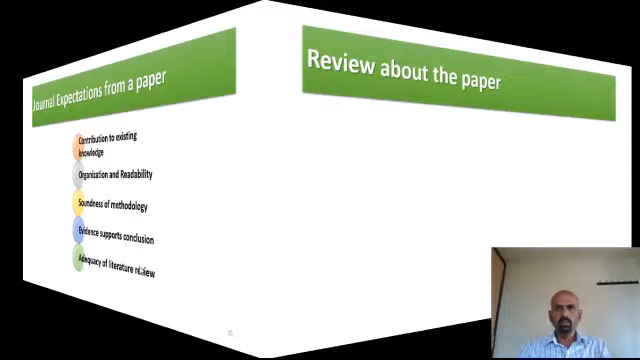 Journal Expectations from a paper
Contribution to existing
knowledge
Organization and Readability
Soundness of methodology
Evidence supports conclusion
Adequacy of literature review
10
Review about the paper